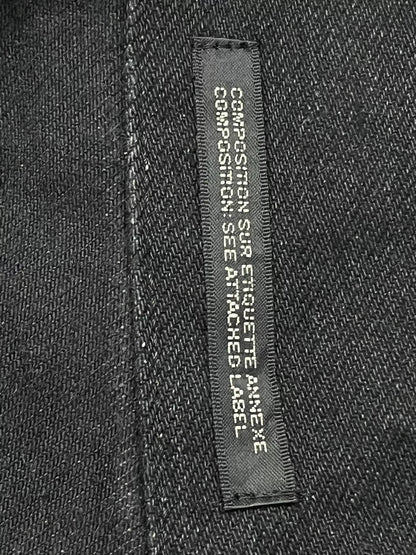 COMPOSITION SUR ETIQUETTE ANNEXE
COMPOSITION: SEE ATTACHED LABEL